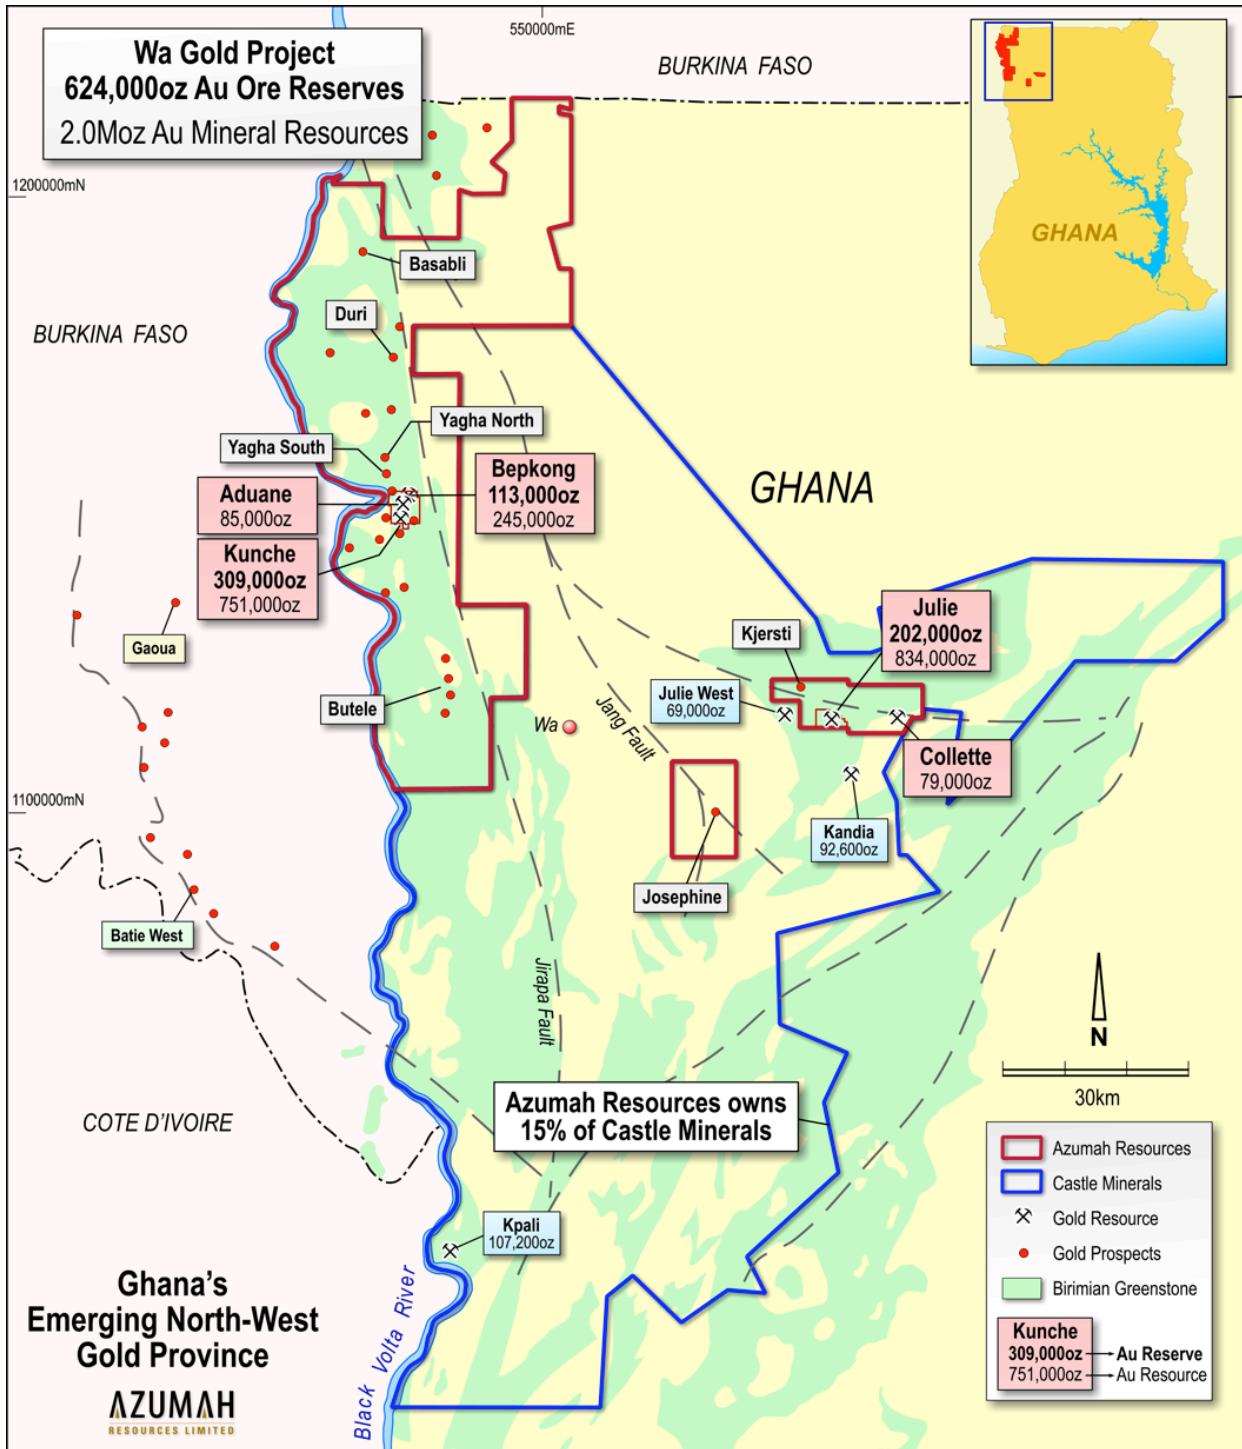 550000mE
Wa Gold Project
624,000oz Au Ore Reserves
2.0Moz Au Mineral Resources
BURKINA FASO
1200000mN
GHANA
Basabli
Duri
BURKINA FASO
Yagha North
Yagha South
Bepkong
113,000oz
245,000oz
Aduane
85,000oz
GHANA
Kunche
309,000oz
751,000oz
Gaoua
Julie
202,000oz
834,000oz
Kjersti
Julie West
69,000oz
Butele
Wa
Jang Fault
Collette
79,000oz
1100000mN
Kandia
92,600oz
Josephine
Batie West
Jirapa Fault
N
30km
Azumah Resources owns
15% of Castle Minerals
COTE D'IVOIRE
Azumah Resources
Castle Minerals
Gold Resource
Gold Prospects
Birimian Greenstone
Kunche
309,000oz
Au Reserve
751,000oz
Au Resource
Kpali
107,200oz
Black Volta River
Ghana's
Emerging North-West
Gold Province
AZUMAH
RESOURCES LIMITED